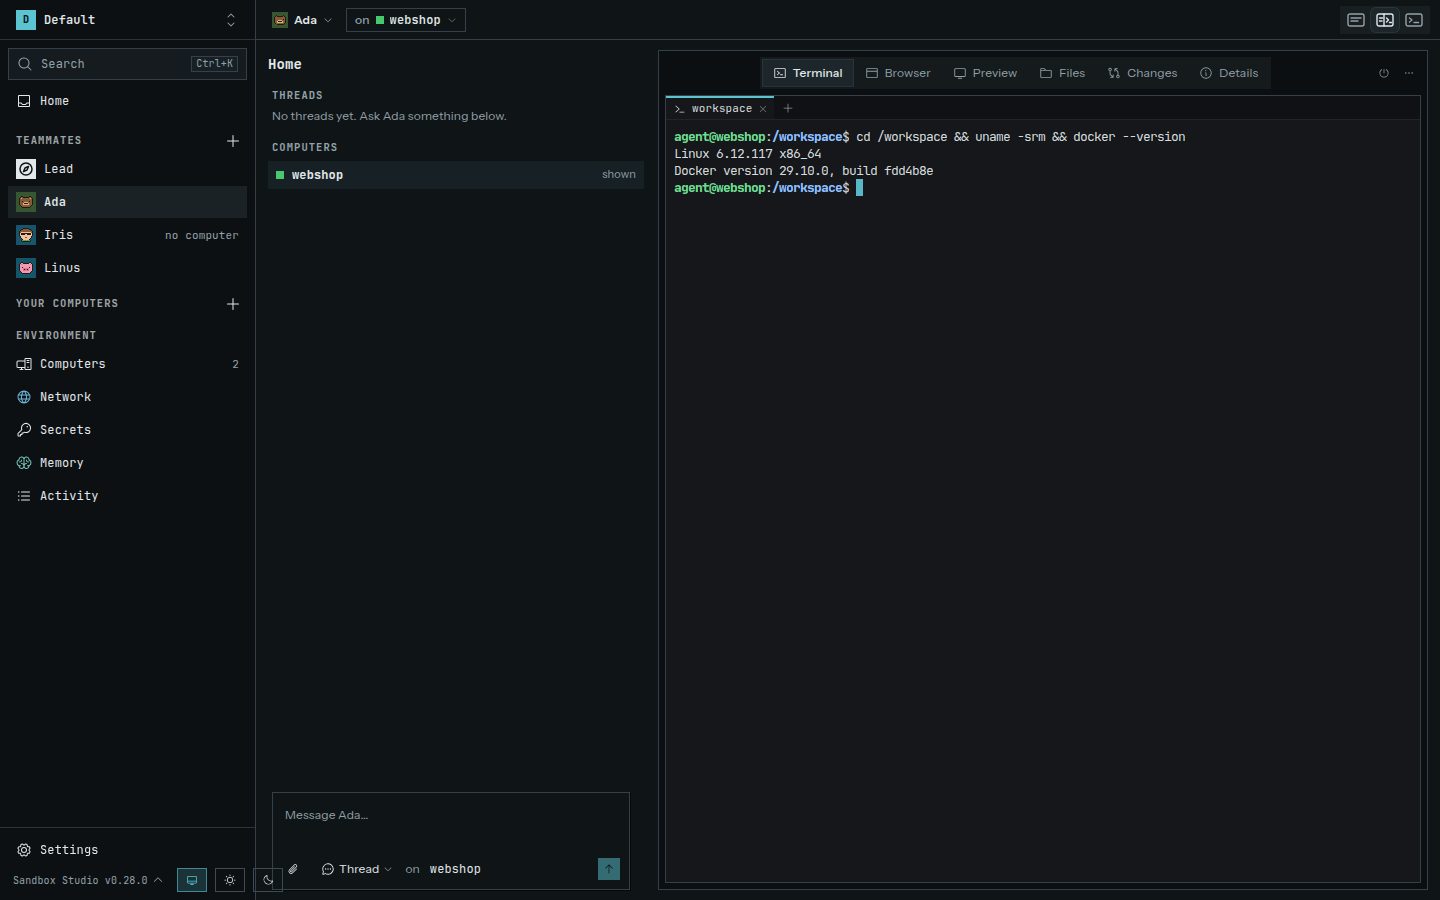 D Default
Search Ctrl+K
Home
TEAMMATES
Lead
Ada
Iris no computer
Linus
YOUR COMPUTERS
ENVIRONMENT
Computers 2
Network
Secrets
Memory
Activity
Settings
Sandbox Studio v0.28.0
Ada on webshop
Home
THREADS
No threads yet. Ask Ada something below.
COMPUTERS
webshop shown
Message Ada...
Thread on webshop
Terminal Browser Preview Files Changes Details
workspace
agent@webshop:/workspace$ cd /workspace && uname -srm && docker --version
Linux 6.12.117 x86_64
Docker version 29.10.0, build fdd4b8e
agent@webshop:/workspace$